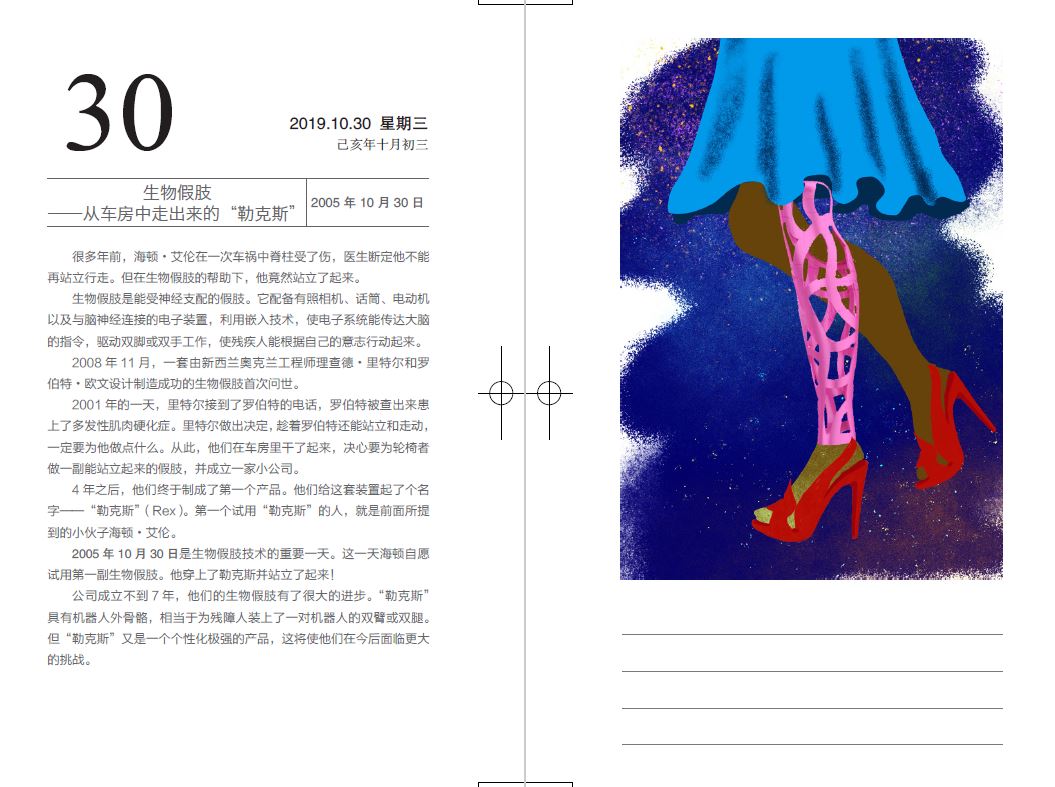 30
2019.10.30 星期三
己亥年十月初三
生物假肢
——从车房中走出来的“勒克斯”
2005 年 10 月 30 日
很多年前，海顿·艾伦在一次车祸中脊柱受了伤，医生断定他不能
再站立行走。但在生物假肢的帮助下，他竟然站立了起来。
生物假肢是能受神经支配的假肢。它配备有照相机、话筒、电动机
以及与脑神经连接的电子装置，利用嵌入技术，使电子系统能传达大脑
的指令，驱动双脚或双手工作，使残疾人能根据自己的意志行动起来。
2008 年 11 月，一套由新西兰奥克兰工程师理查德·里特尔和罗
伯特·欧文设计制造成功的生物假肢首次问世。
2001 年的一天，里特尔接到了罗伯特的电话，罗伯特被查出来患
上了多发性肌肉硬化症。里特尔做出决定，趁着罗伯特还能站立和走动，
一定要为他做点什么。从此，他们在车房里干了起来，决心要为轮椅者
做一副能站立起来的假肢，并成立一家小公司。
4 年之后，他们终于制成了第一个产品。他们给这套装置起了个名
字——“勒克斯”（Rex）。第一个试用“勒克斯”的人，就是前面所提
到的小伙子海顿·艾伦。
2005 年 10 月 30 日是生物假肢技术的重要一天。这一天海顿自愿
试用第一副生物假肢。他穿上了勒克斯并站立了起来！
公司成立不到 7 年，他们的生物假肢有了很大的进步。“勒克斯”
具有机器人外骨骼，相当于为残障人装上了一对机器人的双臂或双腿。
但“勒克斯”又是一个个性化极强的产品，这将使他们在今后面临更大
的挑战。